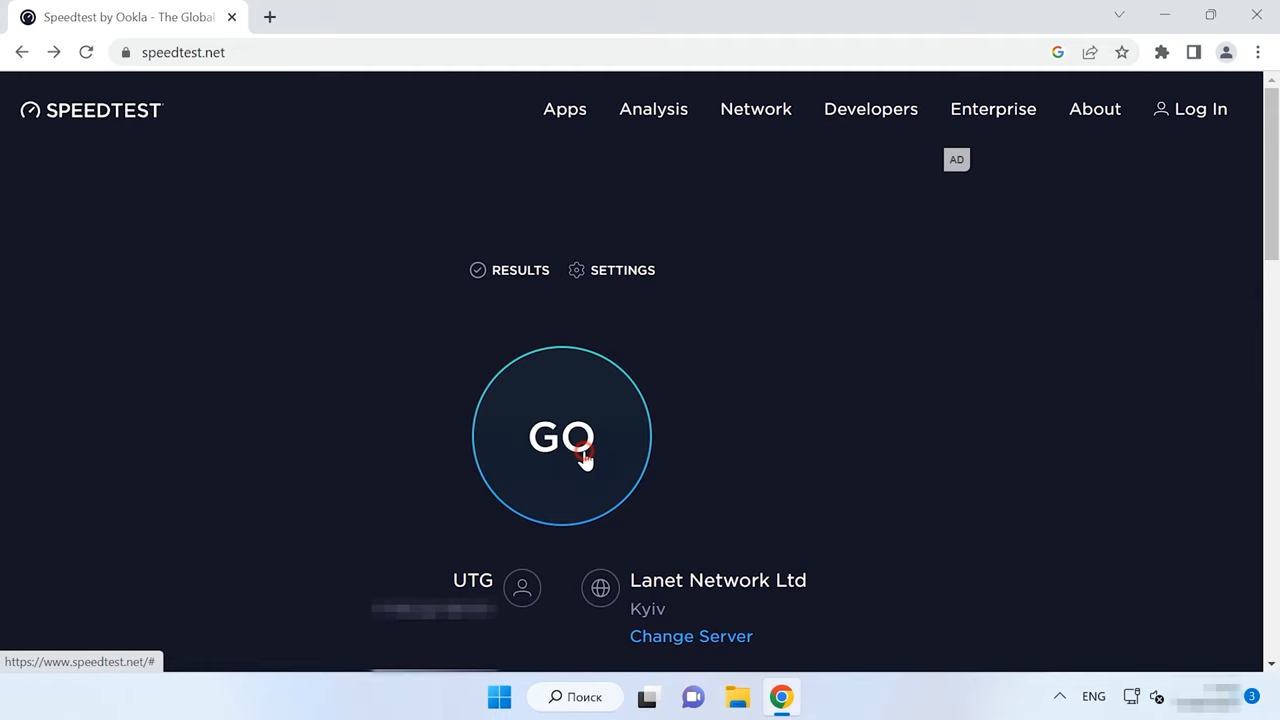 Speedtest by Ookla - The Global
speedtest.net
SPEEDTEST
Apps
Analysis
Network
Developers
Enterprise
About
Log In
AD
RESULTS
SETTINGS
GO
UTG
Lanet Network Ltd
Kyiv
Change Server
https://www.speedtest.net/#
Поиск
ENG
3